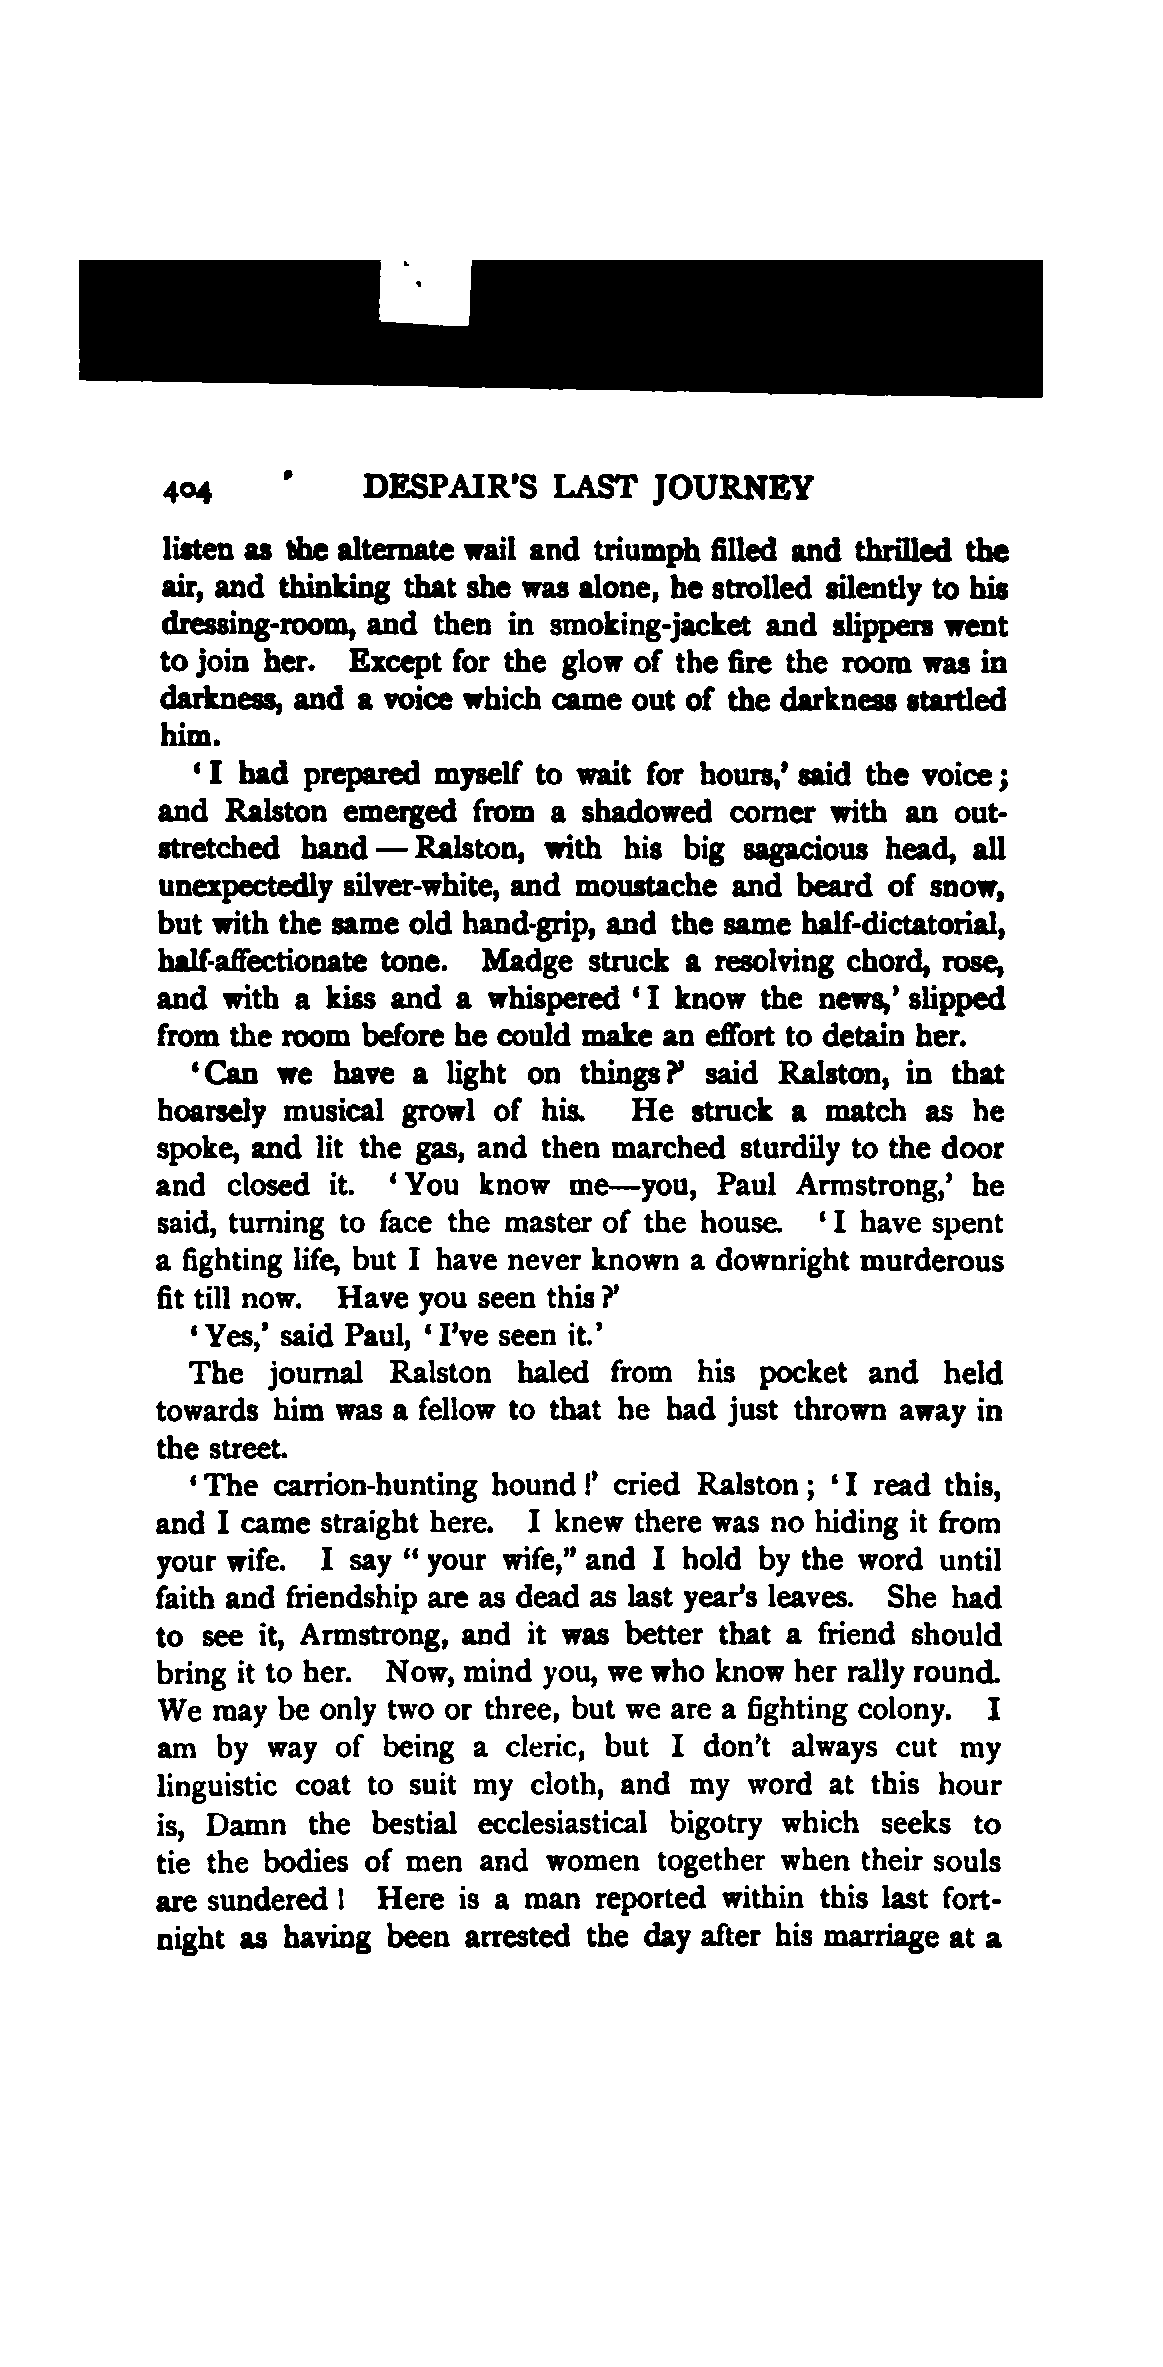 404 DESPAIR'S LAST JOURNEY
listen as the alternate wail and triumph filled and thrilled the
air, and thinking that she was alone, he strolled silently to his
dressing-room, and then in smoking-jacket and slippers went
to join her. Except for the glow of the fire the room was in
darkness, and a voice which came out of the darkness startled
him.
‘I had prepared myself to wait for hours,’ said the voice;
and Ralston emerged from a shadowed corner with an out-
stretched hand — Ralston, with his big sagacious head, all
unexpectedly silver-white, and moustache and beard of snow,
but with the same old hand-grip, and the same half-dictatorial,
half-affectionate tone. Madge struck a resolving chord, rose,
and with a kiss and a whispered ‘I know the news,’ slipped
from the room before he could make an effort to detain her.
‘Can we have a light on things?’ said Ralston, in that
hoarsely musical growl of his. He struck a match as he
spoke, and lit the gas, and then marched sturdily to the door
and closed it. ‘You know me—you, Paul Armstrong,’ he
said, turning to face the master of the house. ‘I have spent
a fighting life, but I have never known a downright murderous
fit till now. Have you seen this?’
‘Yes,’ said Paul, ‘I've seen it.’
The journal Ralston haled from his pocket and held
towards him was a fellow to that he had just thrown away in
the street.
‘The carrion-hunting hound!’ cried Ralston; ‘I read this,
and I came straight here. I knew there was no hiding it from
your wife. I say “your wife,” and I hold by the word until
faith and friendship are as dead as last year's leaves. She had
to see it, Armstrong, and it was better that a friend should
bring it to her. Now, mind you, we who know her rally round.
We may be only two or three, but we are a fighting colony. I
am by way of being a cleric, but I don't always cut my
linguistic coat to suit my cloth, and my word at this hour
is, Damn the bestial ecclesiastical bigotry which seeks to
tie the bodies of men and women together when their souls
are sundered! Here is a man reported within this last fort-
night as having been arrested the day after his marriage at a